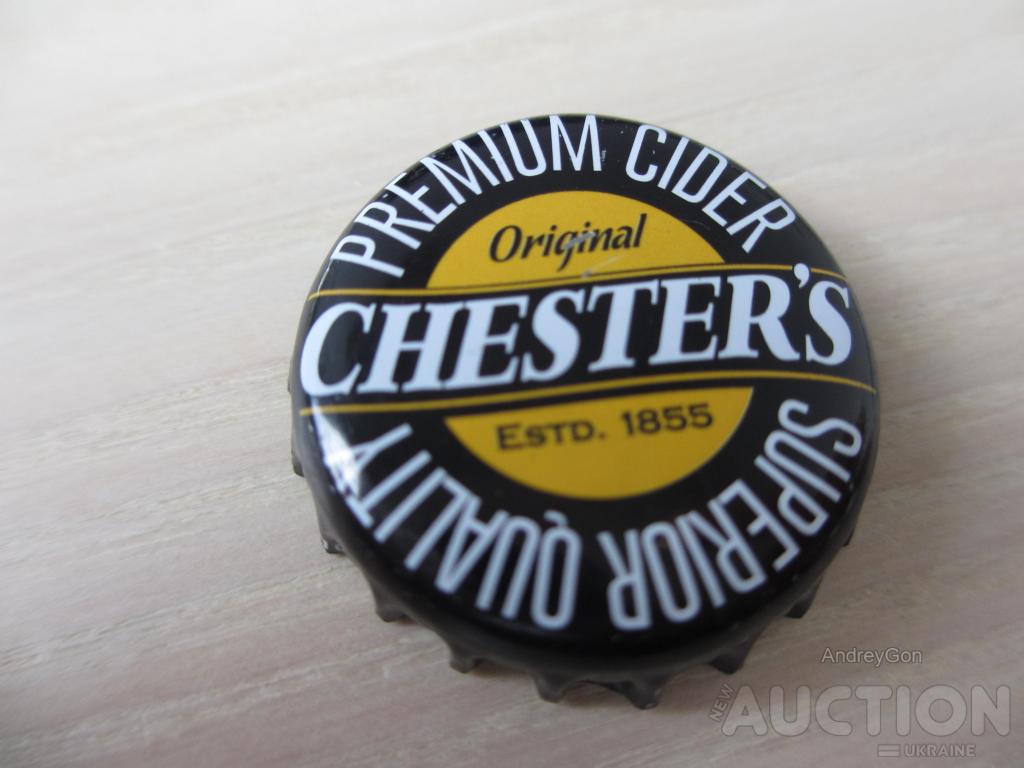 PREMIUM CIDER
Original
CHESTER'S
ESTD. 1855
SUPERIOR QUALITY
AndreyGon
NEW AUCTION
UKRAINE